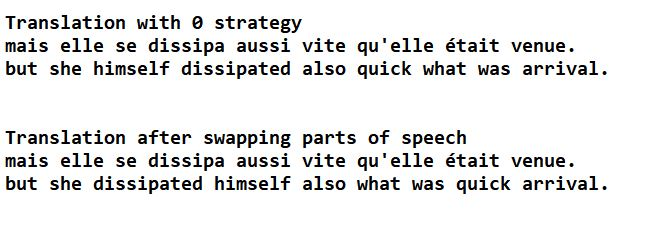 Translation with 0 strategy
mais elle se dissipa aussi vite qu'elle était venue.
but she himself dissipated also quick what was arrival.
Translation after swapping parts of speech
mais elle se dissipa aussi vite qu'elle était venue.
but she dissipated himself also what was quick arrival.